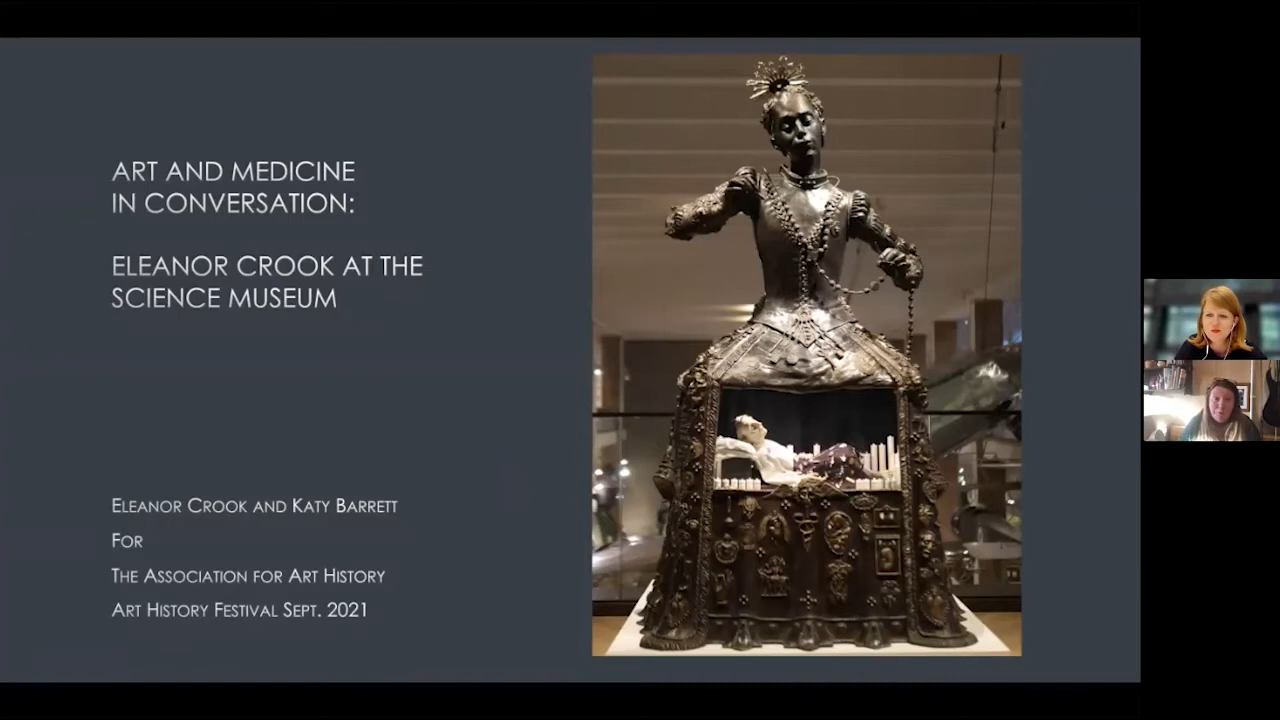 ART AND MEDICINE
IN CONVERSATION:
ELEANOR CROOK AT THE
SCIENCE MUSEUM
ELEANOR CROOK AND KATY BARRETT
FOR
THE ASSOCIATION FOR ART HISTORY
ART HISTORY FESTIVAL SEPT. 2021